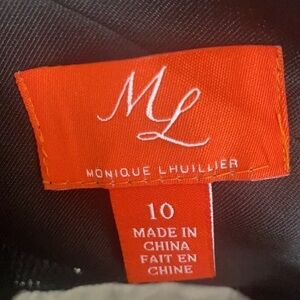 ML
MONIQUE LHUILLIER
10
MADE IN
CHINA
FAIT EN
CHINE